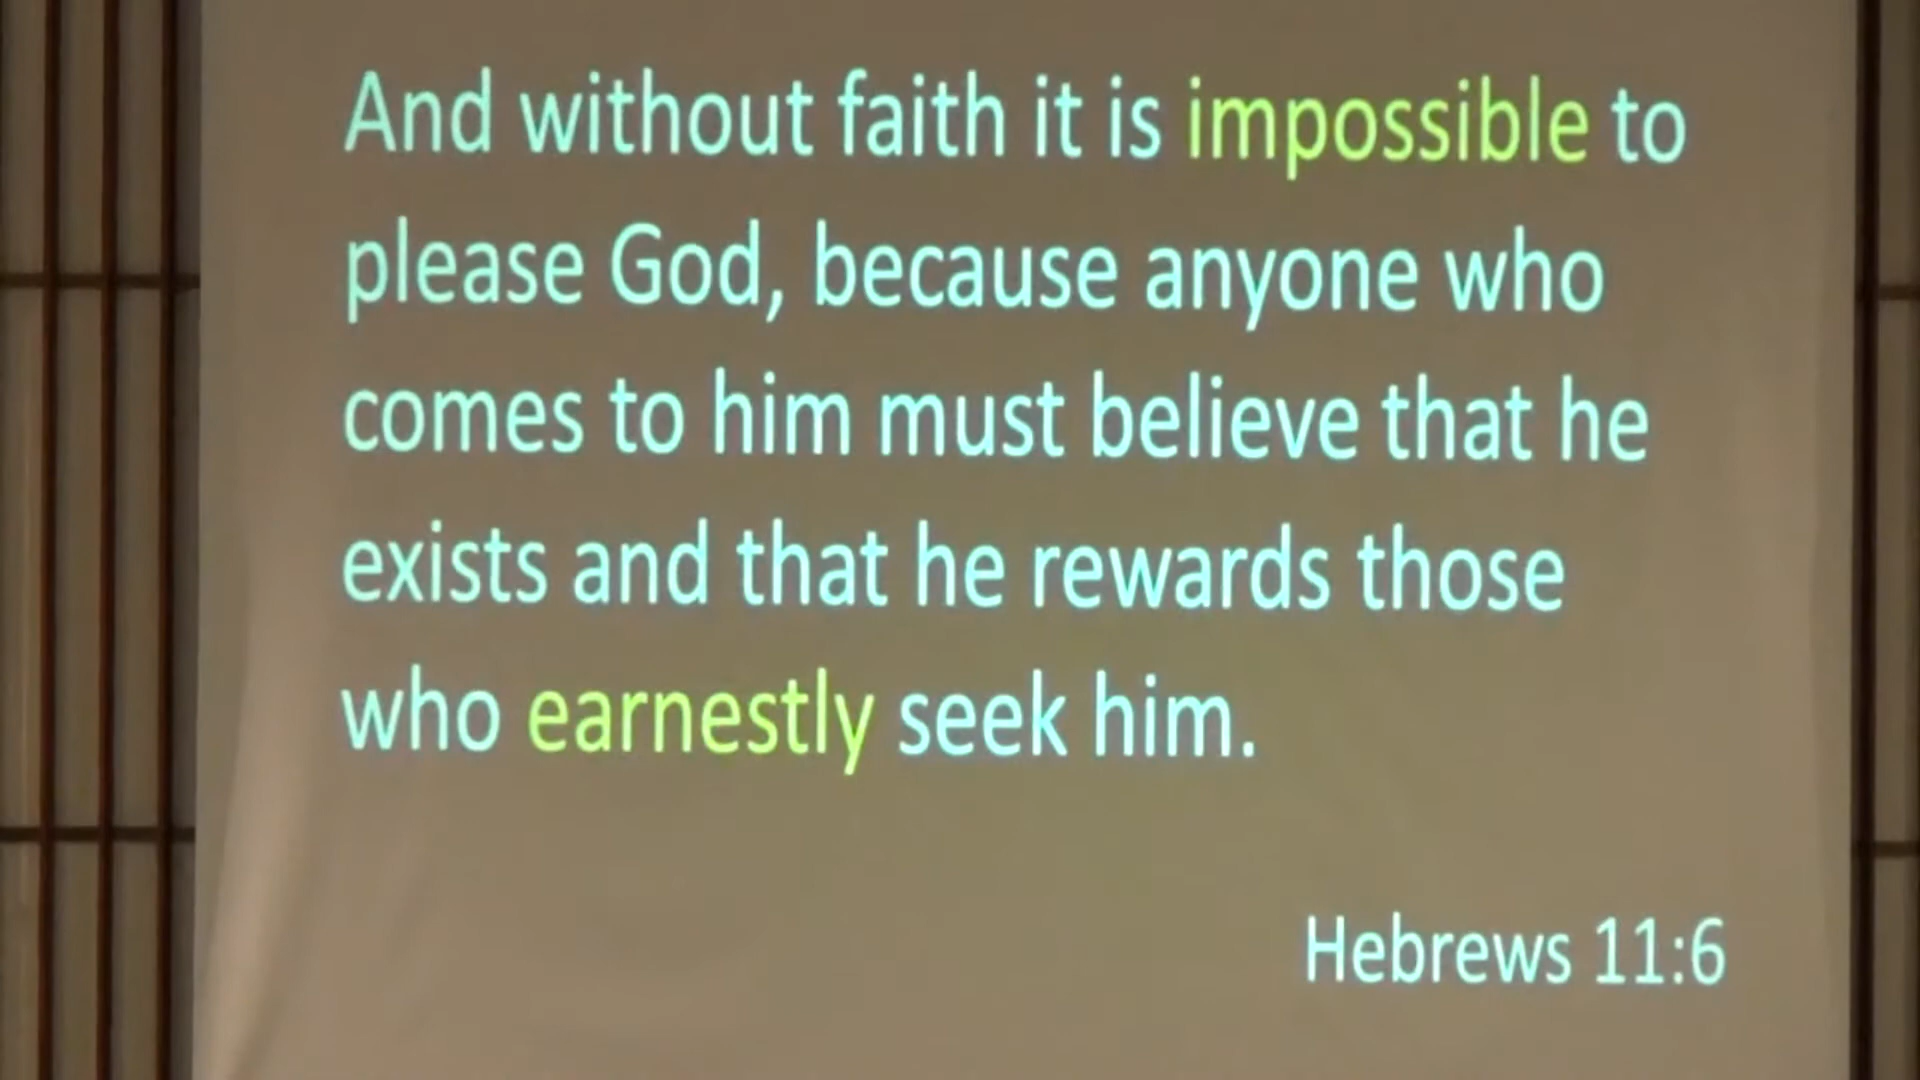 And without faith it is impossible to
please God, because anyone who
comes to him must believe that he
exists and that he rewards those
who earnestly seek him.
Hebrews 11:6